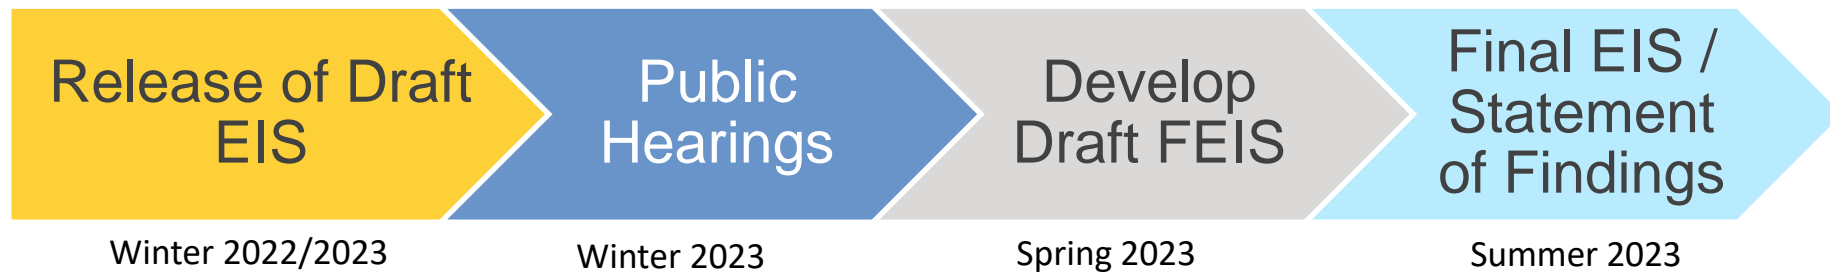 Release of Draft
EIS
Public
Hearings
Develop
Draft FEIS
Final EIS /
Statement
of Findings
Winter 2022/2023
Winter 2023
Spring 2023
Summer 2023